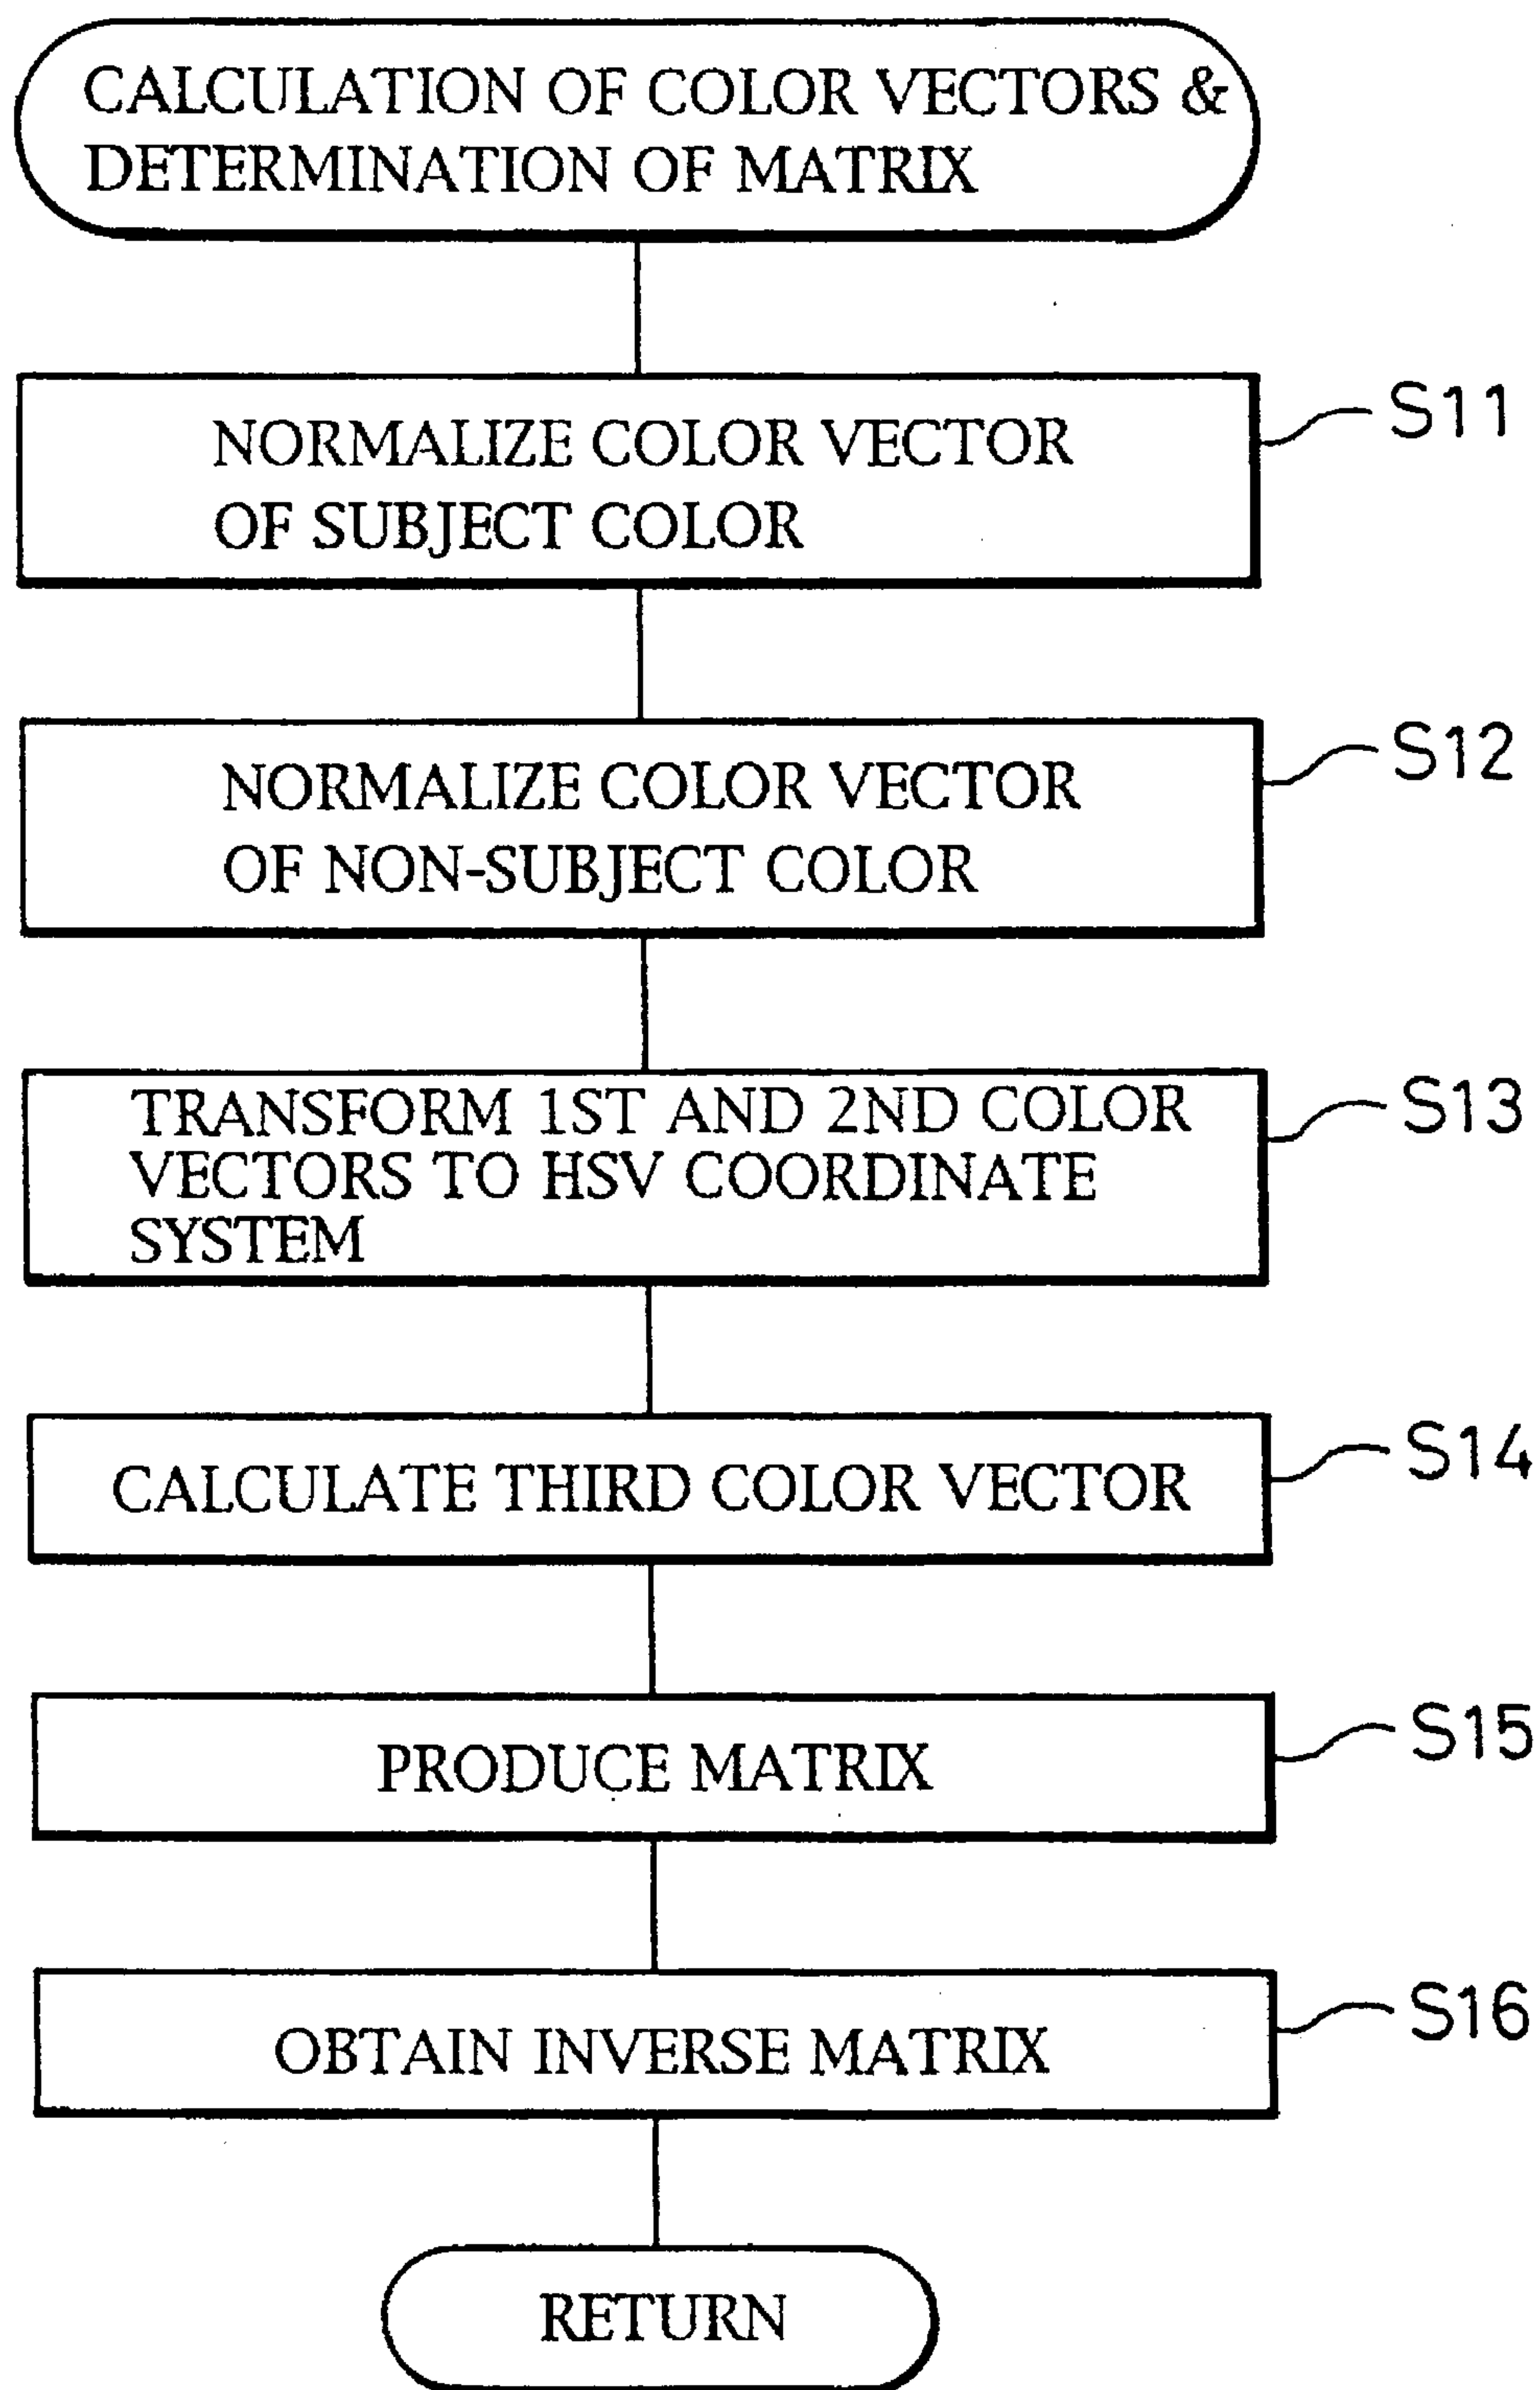 CALCULATION OF COLOR VECTORS &
DETERMINATION OF MATRIX
NORMALIZE COLOR VECTOR
OF SUBJECT COLOR
S11
NORMALIZE COLOR VECTOR
OF NON-SUBJECT COLOR
S12
TRANSFORM 1ST AND 2ND COLOR
VECTORS TO HSV COORDINATE
SYSTEM
S13
CALCULATE THIRD COLOR VECTOR
S14
PRODUCE MATRIX
S15
OBTAIN INVERSE MATRIX
S16
RETURN